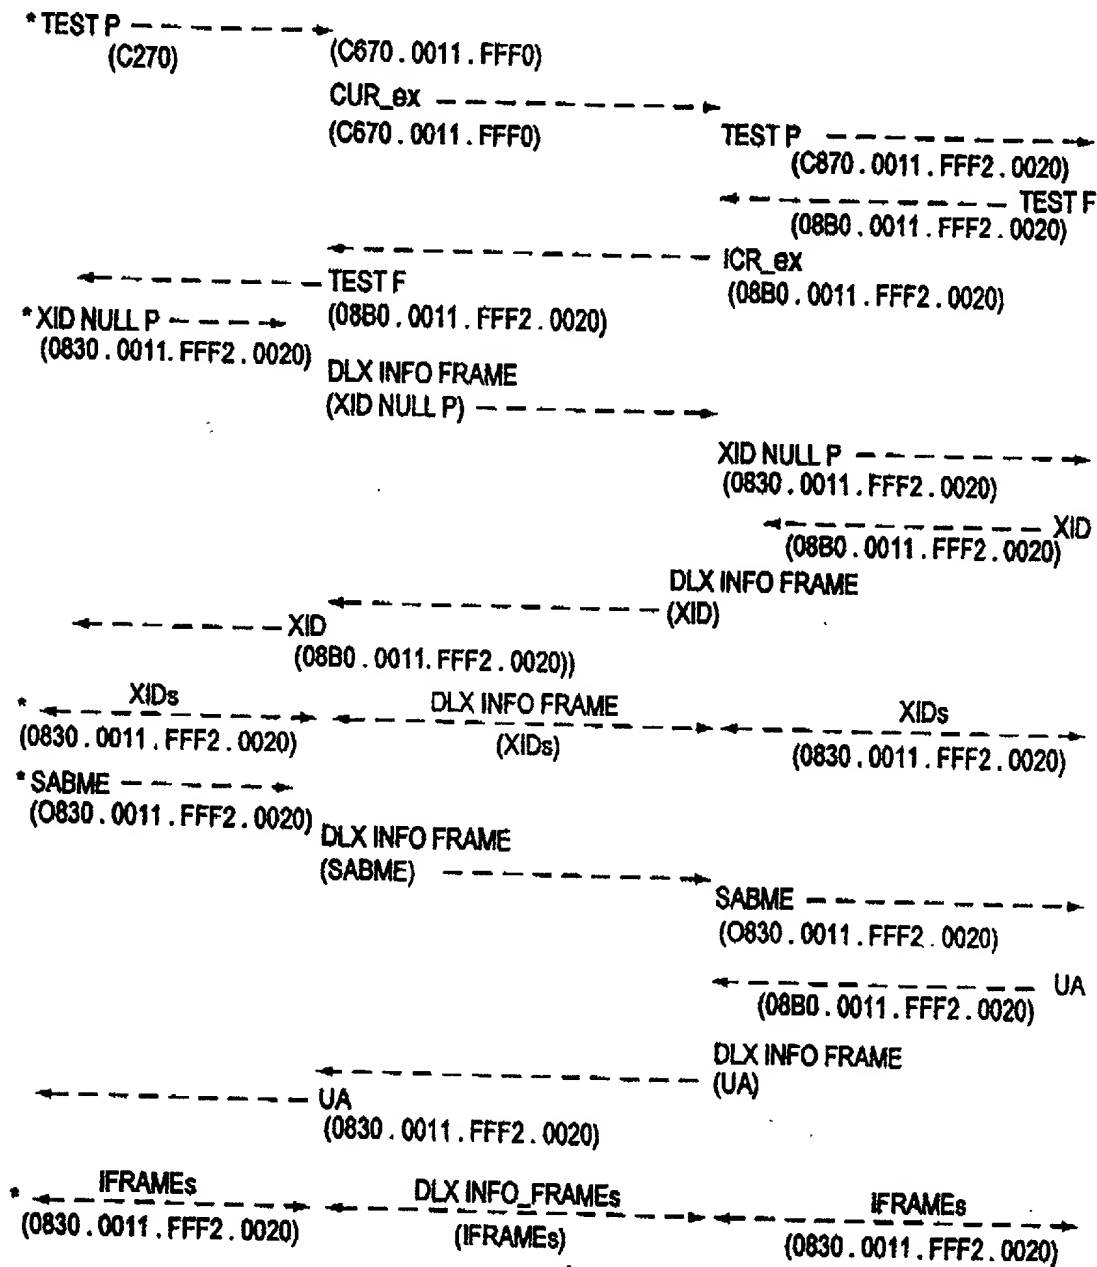 * TEST P
(C270)
(C670.0011.FFF0)
CUR_ex
(C670.0011.FFF0)
TEST P
(C870.0011.FFF2.0020)
TEST F
(08B0.0011.FFF2.0020)
ICR_ex
(08B0.0011.FFF2.0020)
TEST F
(08B0.0011.FFF2.0020)
* XID NULL P
(0830.0011.FFF2.0020)
DLX INFO FRAME
(XID NULL P)
XID NULL P
(0830.0011.FFF2.0020)
XID
(08B0.0011.FFF2.0020)
DLX INFO FRAME
(XID)
XID
(08B0.0011.FFF2.0020))
* XIDs
(0830.0011.FFF2.0020)
DLX INFO FRAME
(XIDs)
XIDs
(0830.0011.FFF2.0020)
* SABME
(O830.0011.FFF2.0020)
DLX INFO FRAME
(SABME)
SABME
(O830.0011.FFF2.0020)
UA
(08B0.0011.FFF2.0020)
DLX INFO FRAME
(UA)
UA
(0830.0011.FFF2.0020)
* IFRAMEs
(0830.0011.FFF2.0020)
DLX INFO_FRAMEs
(IFRAMEs)
IFRAMEs
(0830.0011.FFF2.0020)